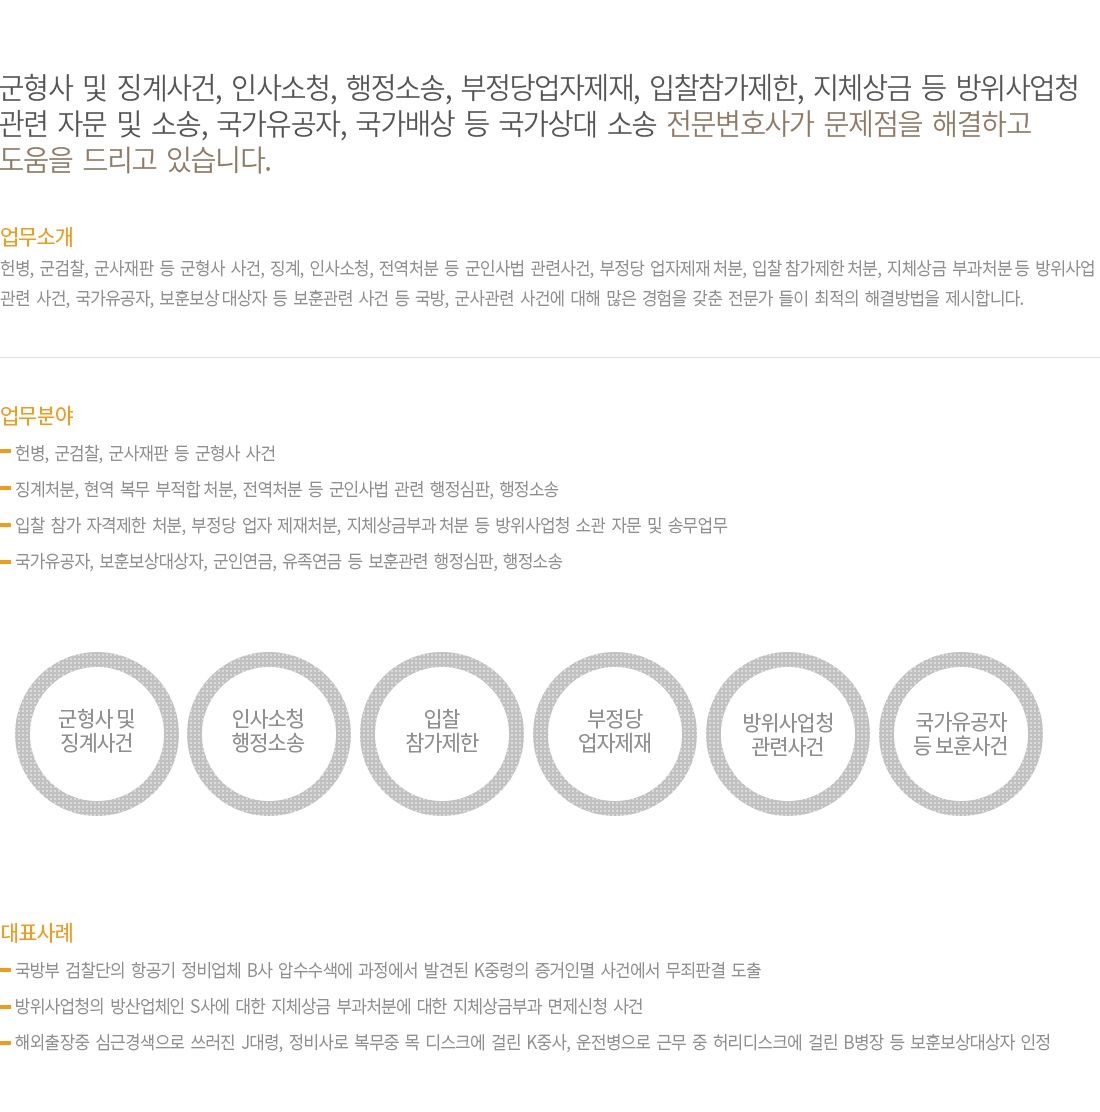 군형사 및 징계사건, 인사소청, 행정소송, 부정당업자제재, 입찰참가제한, 지체상금 등 방위사업청
관련 자문 및 소송, 국가유공자, 국가배상 등 국가상대 소송 전문변호사가 문제점을 해결하고
도움을 드리고 있습니다.
업무소개
헌병, 군검찰, 군사재판 등 군형사 사건, 징계, 인사소청, 전역처분 등 군인사법 관련사건, 부정당 업자제재 처분, 입찰 참가제한 처분, 지체상금 부과처분 등 방위사업
관련 사건, 국가유공자, 보훈보상 대상자 등 보훈관련 사건 등 국방, 군사관련 사건에 대해 많은 경험을 갖춘 전문가 들이 최적의 해결방법을 제시합니다.
업무분야
헌병, 군검찰, 군사재판 등 군형사 사건
징계처분, 현역 복무 부적합 처분, 전역처분 등 군인사법 관련 행정심판, 행정소송
입찰 참가 자격제한 처분, 부정당 업자 제재처분, 지체상금부과 처분 등 방위사업청 소관 자문 및 송무업무
국가유공자, 보훈보상대상자, 군인연금, 유족연금 등 보훈관련 행정심판, 행정소송
군형사 및
징계사건
인사소청
행정소송
입찰
참가제한
부정당
업자제재
방위사업청
관련사건
국가유공자
등 보훈사건
대표사례
국방부 검찰단의 항공기 정비업체 B사 압수수색에 과정에서 발견된 K중령의 증거인멸 사건에서 무죄판결 도출
방위사업청의 방산업체인 S사에 대한 지체상금 부과처분에 대한 지체상금부과 면제신청 사건
해외출장중 심근경색으로 쓰러진 J대령, 정비사로 복무중 목 디스크에 걸린 K중사, 운전병으로 근무 중 허리디스크에 걸린 B병장 등 보훈보상대상자 인정